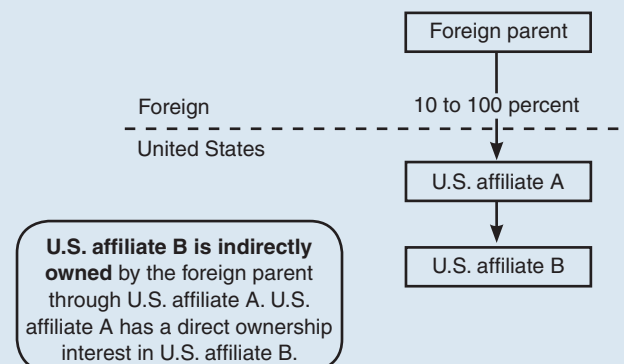 Foreign parent
Foreign
10 to 100 percent
United States
U.S. affiliate A
U.S. affiliate B
U.S. affiliate B is indirectly
owned by the foreign parent
through U.S. affiliate A. U.S.
affiliate A has a direct ownership
interest in U.S. affiliate B.